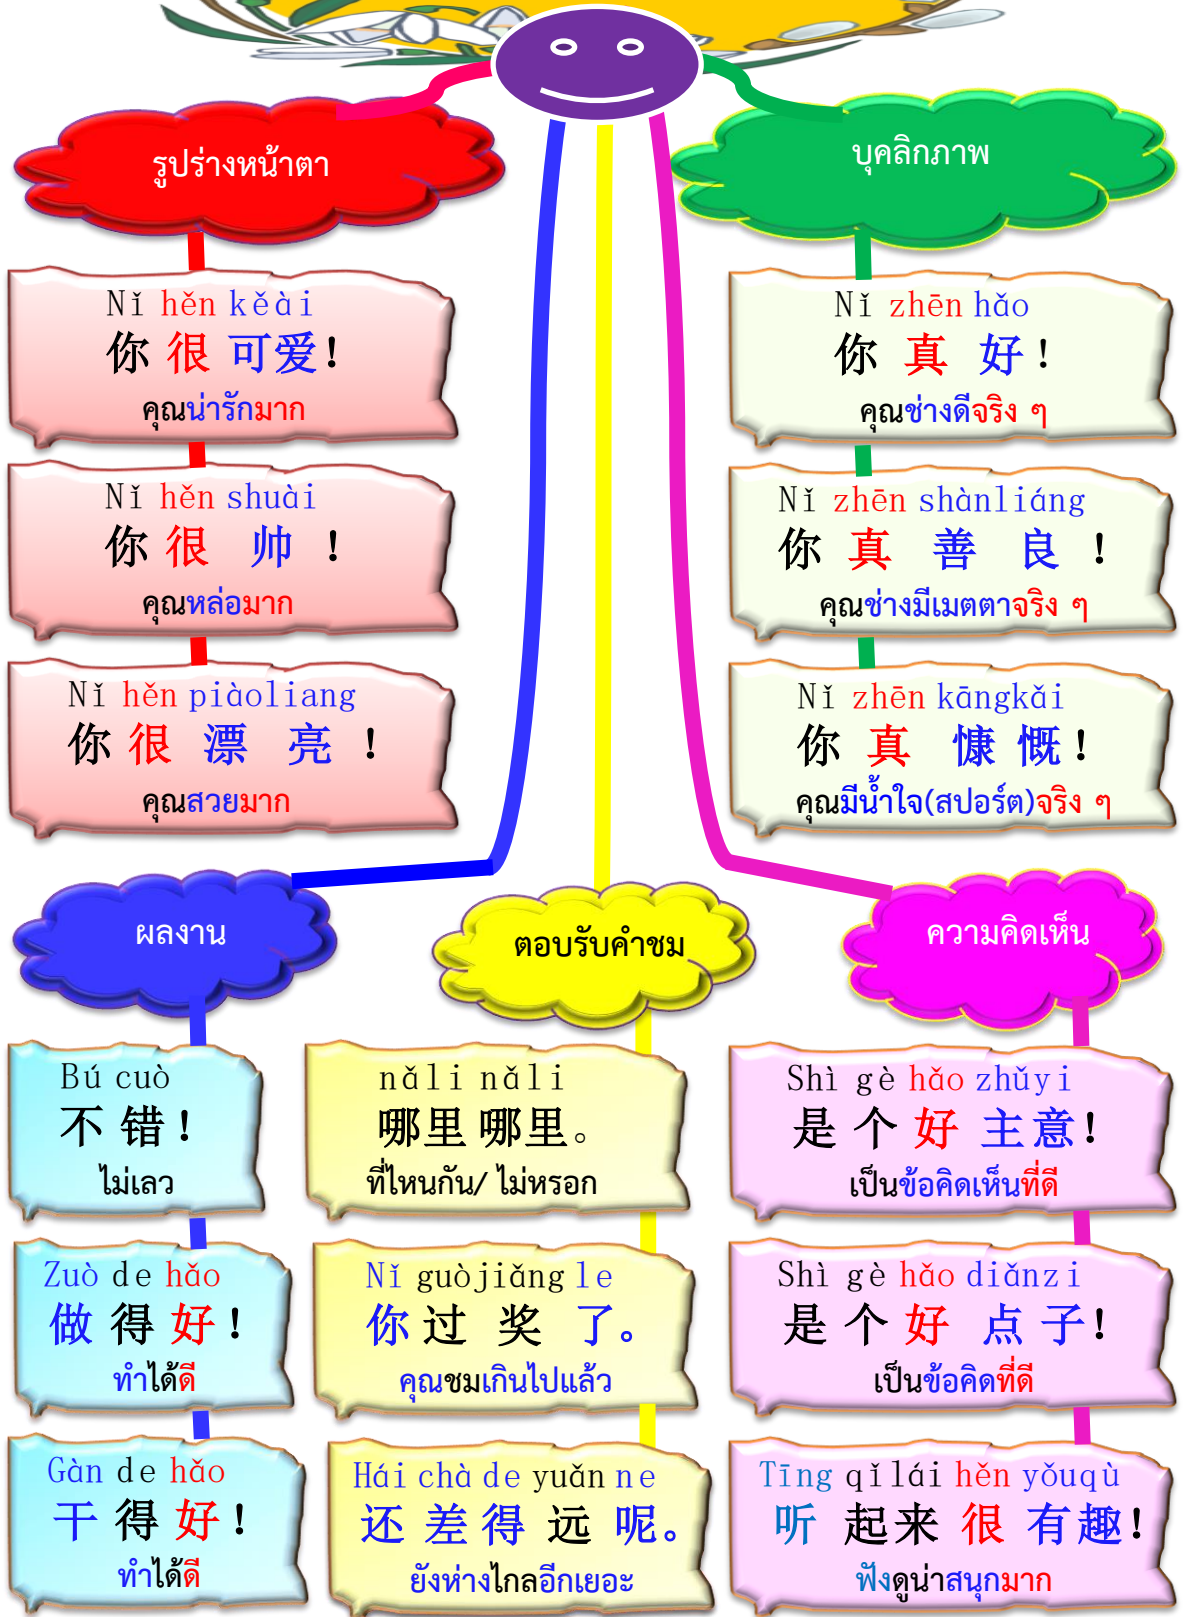 รูปร่างหน้าตา
Nǐ hěn kěài
你 很 可爱!
คุณน่ารักมาก
Nǐ hěn shuài
你 很 帅 !
คุณหล่อมาก
Nǐ hěn piàoliang
你 很 漂 亮 !
คุณสวยมาก
บุคลิกภาพ
Nǐ zhēn hǎo
你 真 好 !
คุณช่างดีจริง ๆ
Nǐ zhēn shànliáng
你 真 善 良 !
คุณช่างมีเมตตาจริง ๆ
Nǐ zhēn kāngkǎi
你 真 慷 慨 !
คุณมีน้ำใจ(สปอร์ต)จริง ๆ
ผลงาน
Bú cuò
不 错 !
ไม่เลว
Zuò de hǎo
做 得 好 !
ทำได้ดี
Gàn de hǎo
干 得 好 !
ทำได้ดี
ตอบรับคำชม
nǎli nǎli
哪里 哪里。
ที่ไหนกัน/ ไม่หรอก
Nǐ guòjiǎng le
你 过 奖 了。
คุณชมเกินไปแล้ว
Hái chà de yuǎn ne
还 差 得 远 呢。
ยังห่างไกลอีกเยอะ
ความคิดเห็น
Shì gè hǎo zhǔyi
是 个 好 主意!
เป็นข้อคิดเห็นที่ดี
Shì gè hǎo diǎnzi
是 个 好 点 子!
เป็นข้อคิดที่ดี
Tīng qǐlái hěn yǒuqù
听 起来 很 有趣!
ฟังดูน่าสนุกมาก